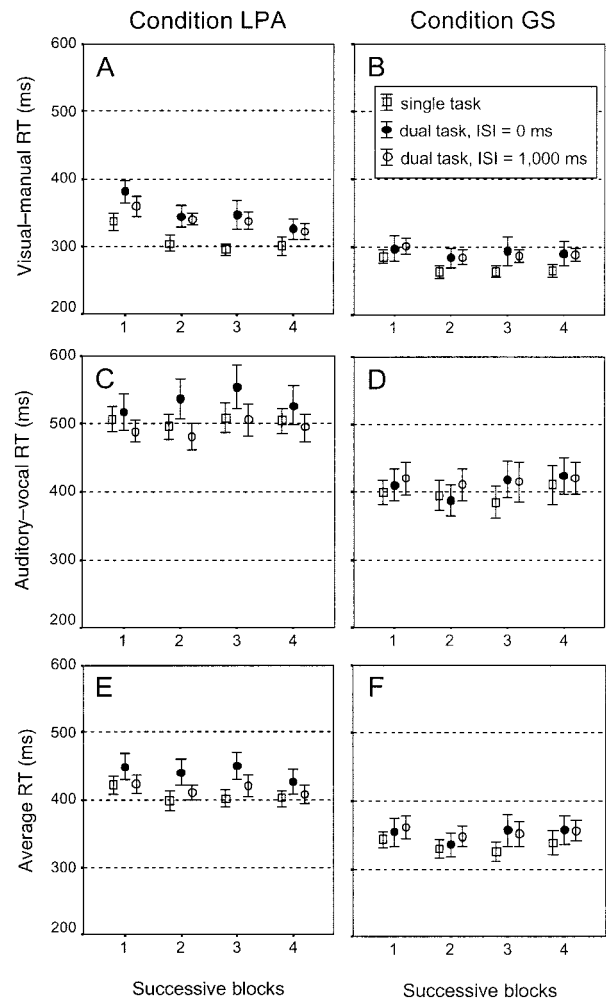 Condition LPA
Condition GS
Visual–manual RT (ms)
600
500
400
300
200
A
1 2 3 4
B
single task
dual task, ISI = 0 ms
dual task, ISI = 1,000 ms
1 2 3 4
Auditory–vocal RT (ms)
600
500
400
300
200
C
1 2 3 4
D
1 2 3 4
Average RT (ms)
600
500
400
300
200
E
1 2 3 4
F
1 2 3 4
Successive blocks
Successive blocks